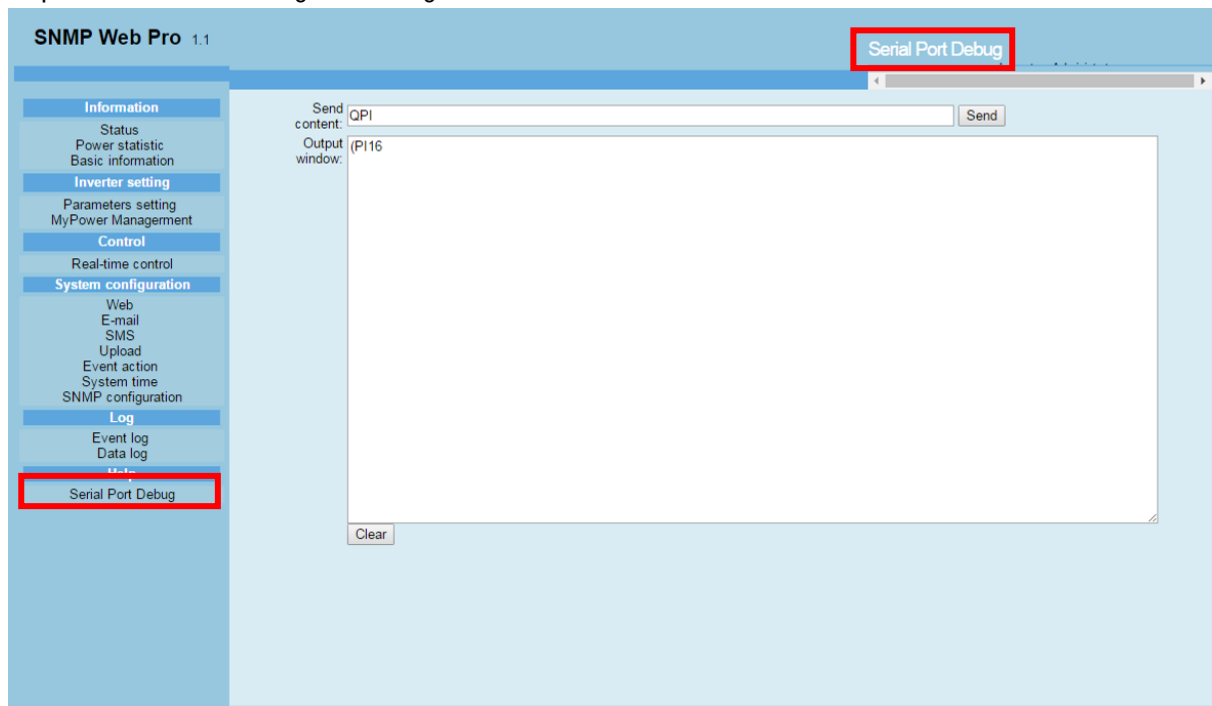 SNMP Web Pro 1.1
Serial Port Debug
Information
Status
Power statistic
Basic information
Inverter setting
Parameters setting
MyPower Managerment
Control
Real-time control
System configuration
Web
E-mail
SMS
Upload
Event action
System time
SNMP configuration
Log
Event log
Data log
Help
Serial Port Debug
Send
content:
QPI
Send
Output
window:
(PI16
Clear